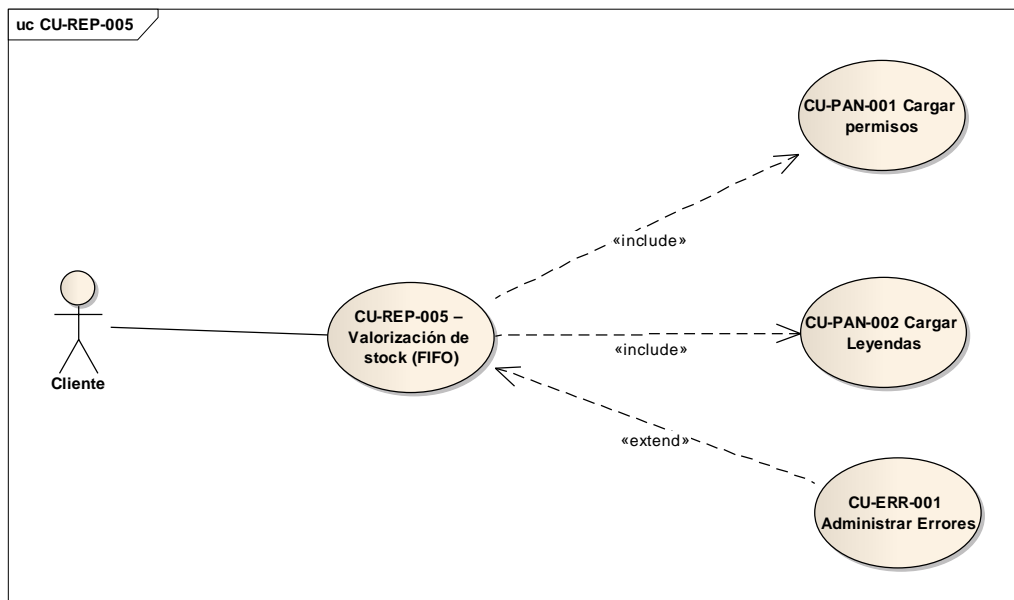 uc CU-REP-005
CU-PAN-001 Cargar
permisos
«include»
CU-REP-005 –
Valorización de
stock (FIFO)
CU-PAN-002 Cargar
Leyendas
«include»
Cliente
«extend»
CU-ERR-001
Administrar Errores